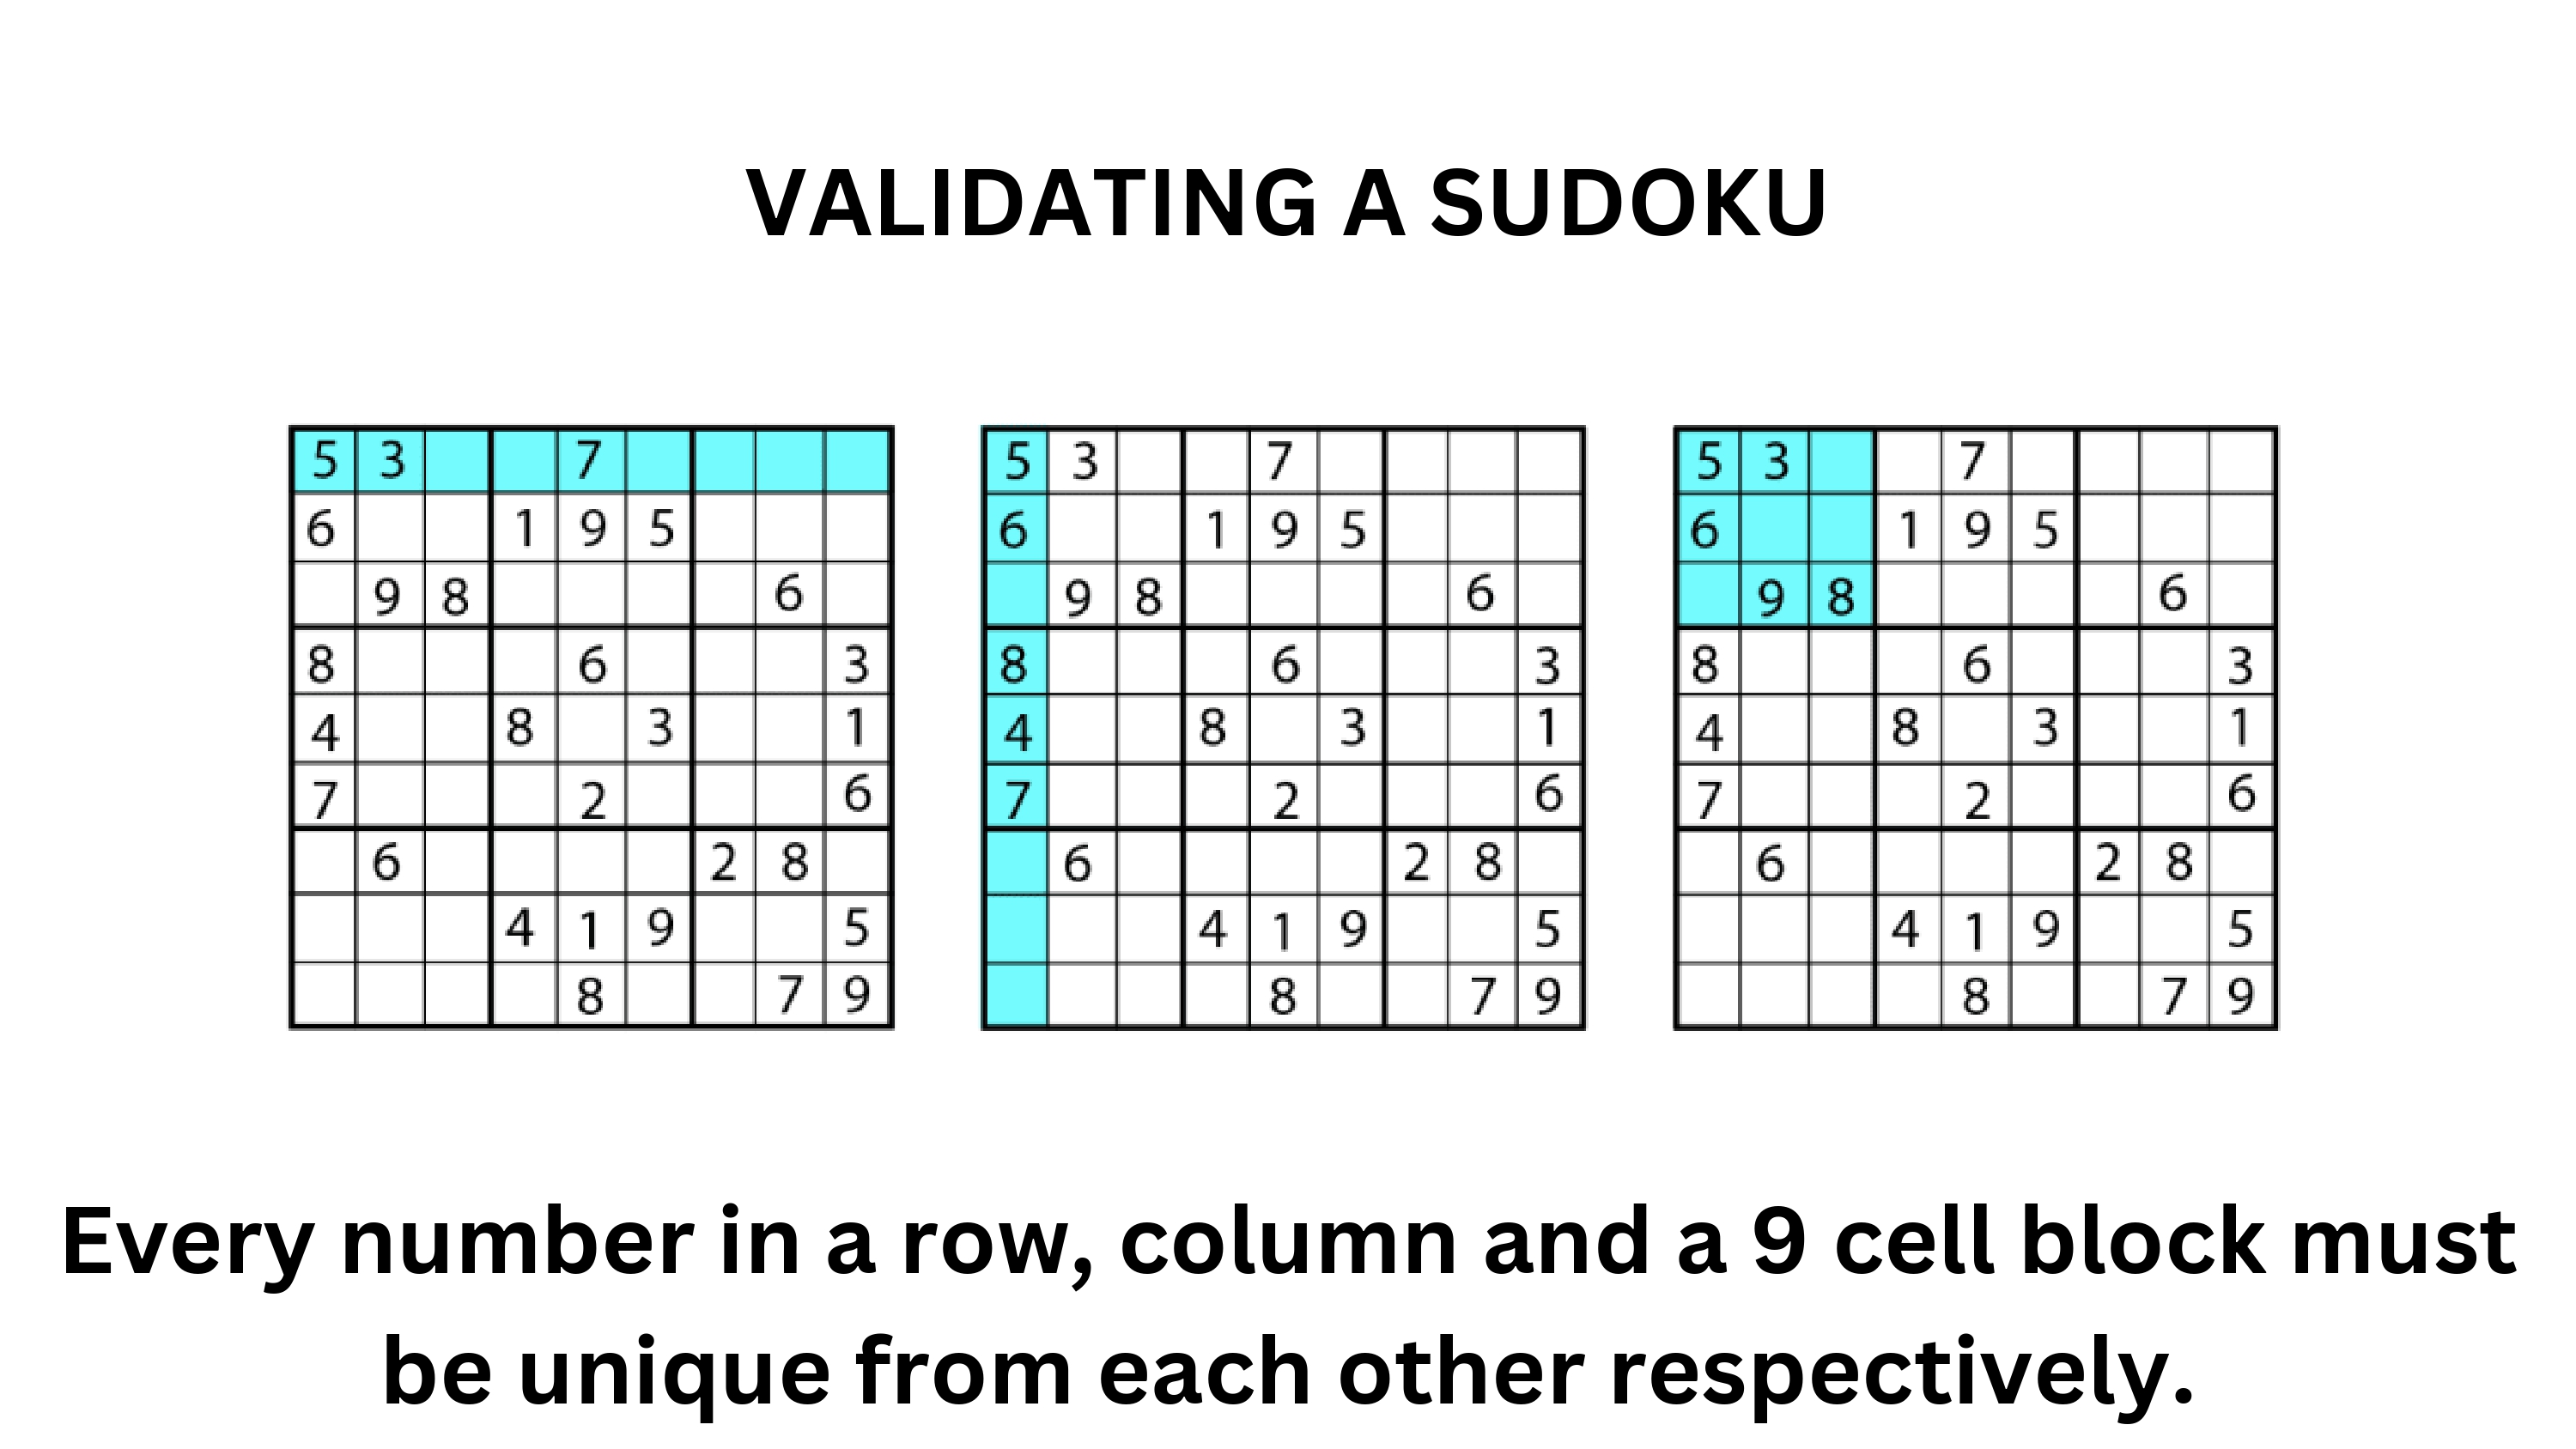 VALIDATING A SUDOKU
5 3 7 5 3 7 5 3 7
6 1 9 5 6 1 9 5 6 1 9 5
9 8 6 9 8 6 9 8 6
8 6 3 8 6 3 8 6 3
4 8 3 1 4 8 3 1 4 8 3 1
7 2 6 7 2 6 7 2 6
6 2 8 6 2 8 6 2 8
4 1 9 5 4 1 9 5 4 1 9 5
8 7 9 8 7 9 8 7 9
Every number in a row, column and a 9 cell block must
be unique from each other respectively.